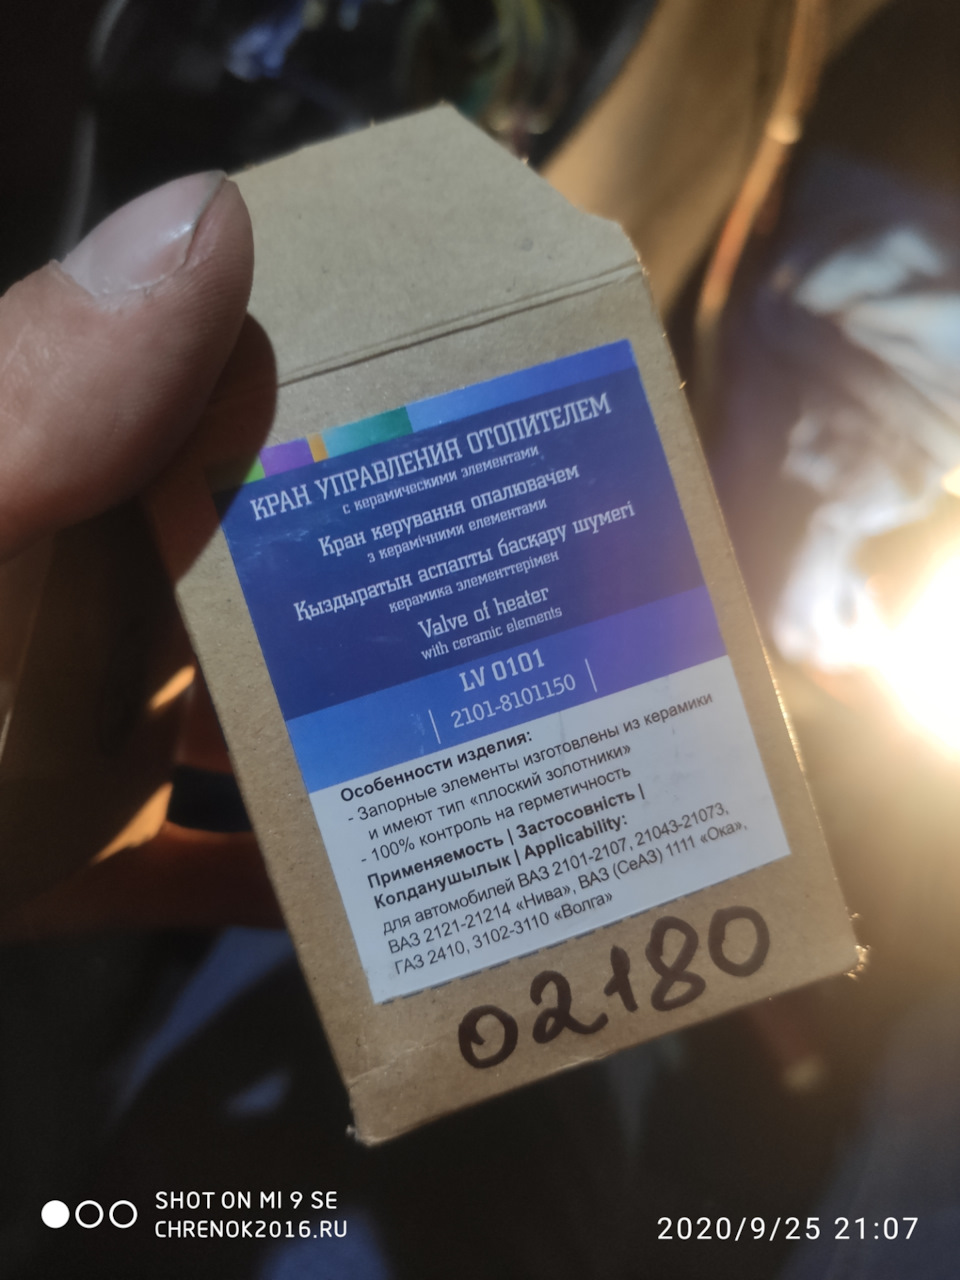 КРАН УПРАВЛЕНИЯ ОТОПИТЕЛЕМ
с керамическими элементами
Кран керування опалювачем
з керамічними елементами
Қыздыратын аспапты басқару шүмегі
керамика элементтерімен
Valve of heater
with ceramic elements
LV 0101
| 2101-8101150 |
Особенности изделия:
- Запорные элементы изготовлены из керамики
и имеют тип «плоский золотники»
- 100% контроль на герметичность
Применяемость | Застосовність |
Колданушылык | Applicability:
для автомобилей ВАЗ 2101-2107, 21043-21073,
ВАЗ 2121-21214 «Нива», ВАЗ (СеАЗ) 1111 «Ока»,
ГАЗ 2410, 3102-3110 «Волга»
02180
SHOT ON MI 9 SE
CHRENOK2016.RU
2020/9/25 21:07